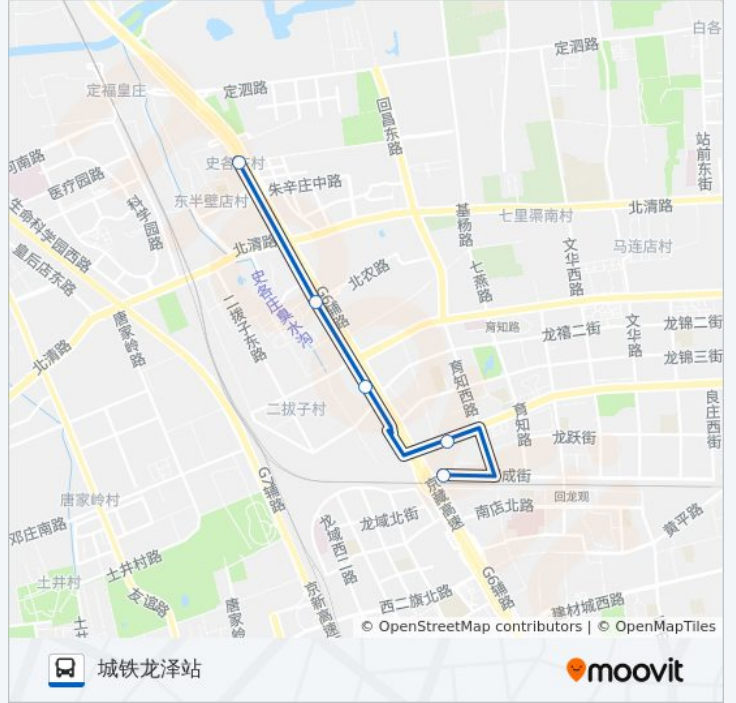 白各
定泗路
定福皇庄
定泗路
回昌东路
史各庄村
站前东街
河南路
医疗园路
朱辛庄中路
东半壁店村
科学园路
生命科学园西路
基杨路
七里渠南村
北清路
北清路
文华西路
马连店村
皇后店东路
七燕路
北农路
史各庄臭水沟
G6辅路
二拨子东路
唐家岭路
育知路
龙禧二街
文华路
龙锦二街
北清路
龙锦三街
育知西路
良庄西街
二拔子村
育知路
龙跃街
成街
G7辅路
京藏高速
回龙观
唐家岭村
南店北路
龙域北街
龙域西二路
黄平路
邓庄南路
土井村路
土井村
友谊路
G6辅路
京新高速
唐家岭
西二旗北路
建材城西路
土井
© OpenStreetMap contributors | © OpenMapTiles
城铁龙泽站
moovit